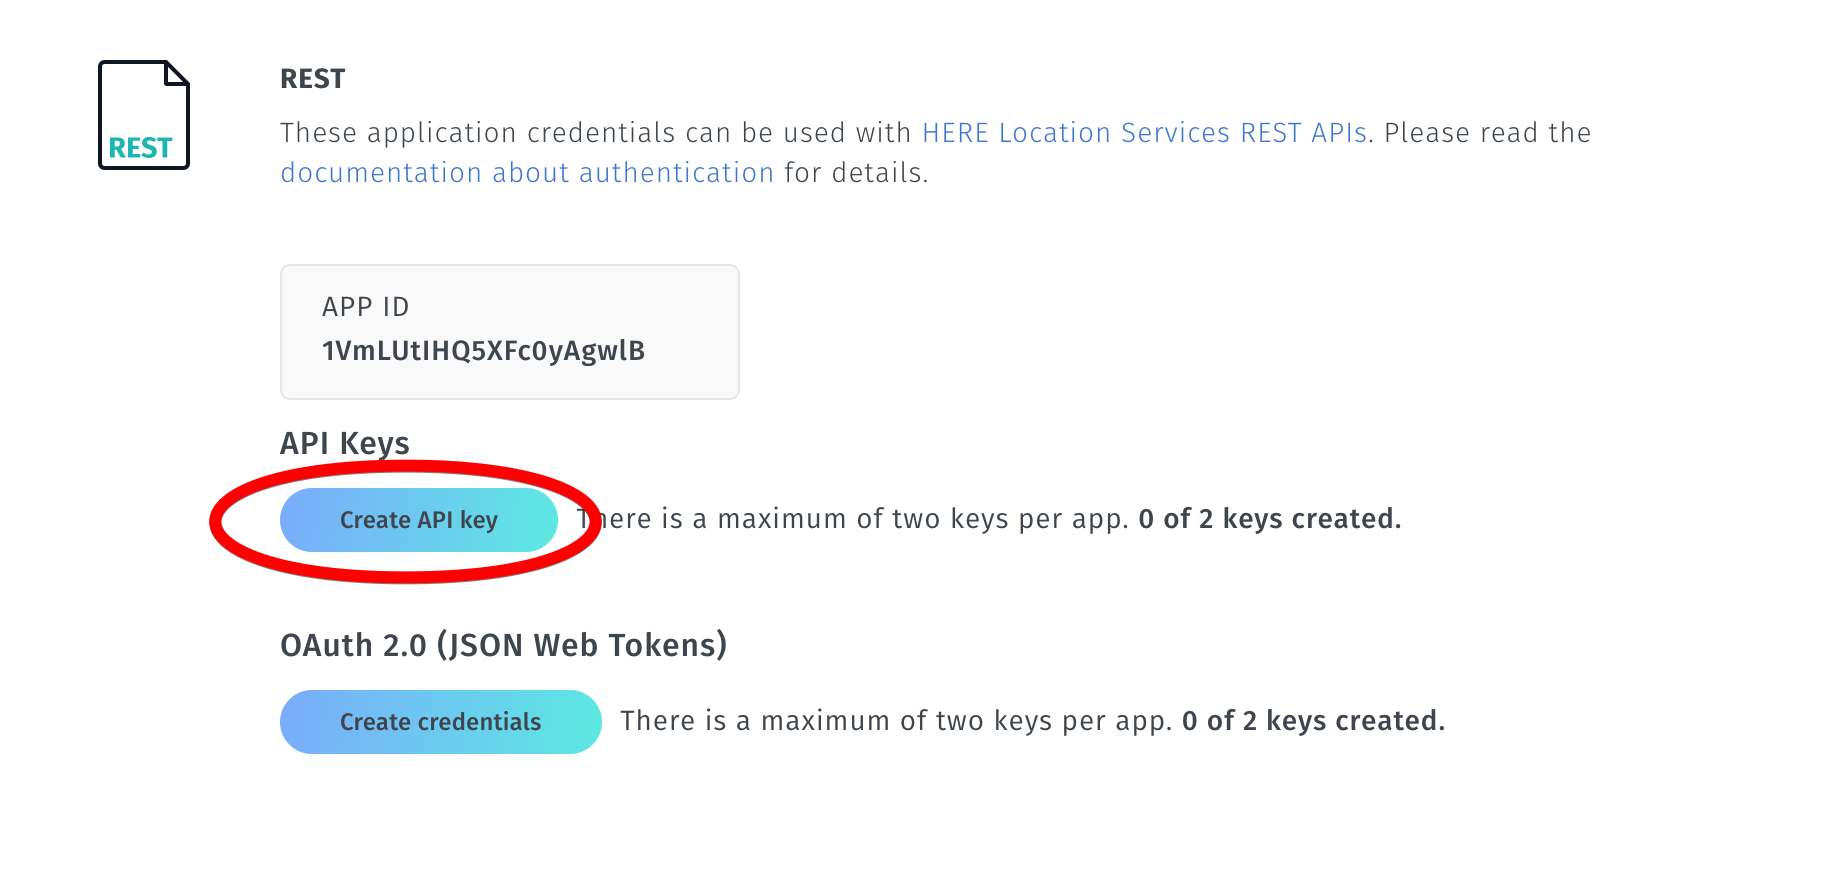 REST
REST
These application credentials can be used with HERE Location Services REST APIs. Please read the
documentation about authentication for details.
APP ID
1VmLUtIHQ5XFc0yAgwlB
API Keys
Create API key There is a maximum of two keys per app. 0 of 2 keys created.
OAuth 2.0 (JSON Web Tokens)
Create credentials There is a maximum of two keys per app. 0 of 2 keys created.